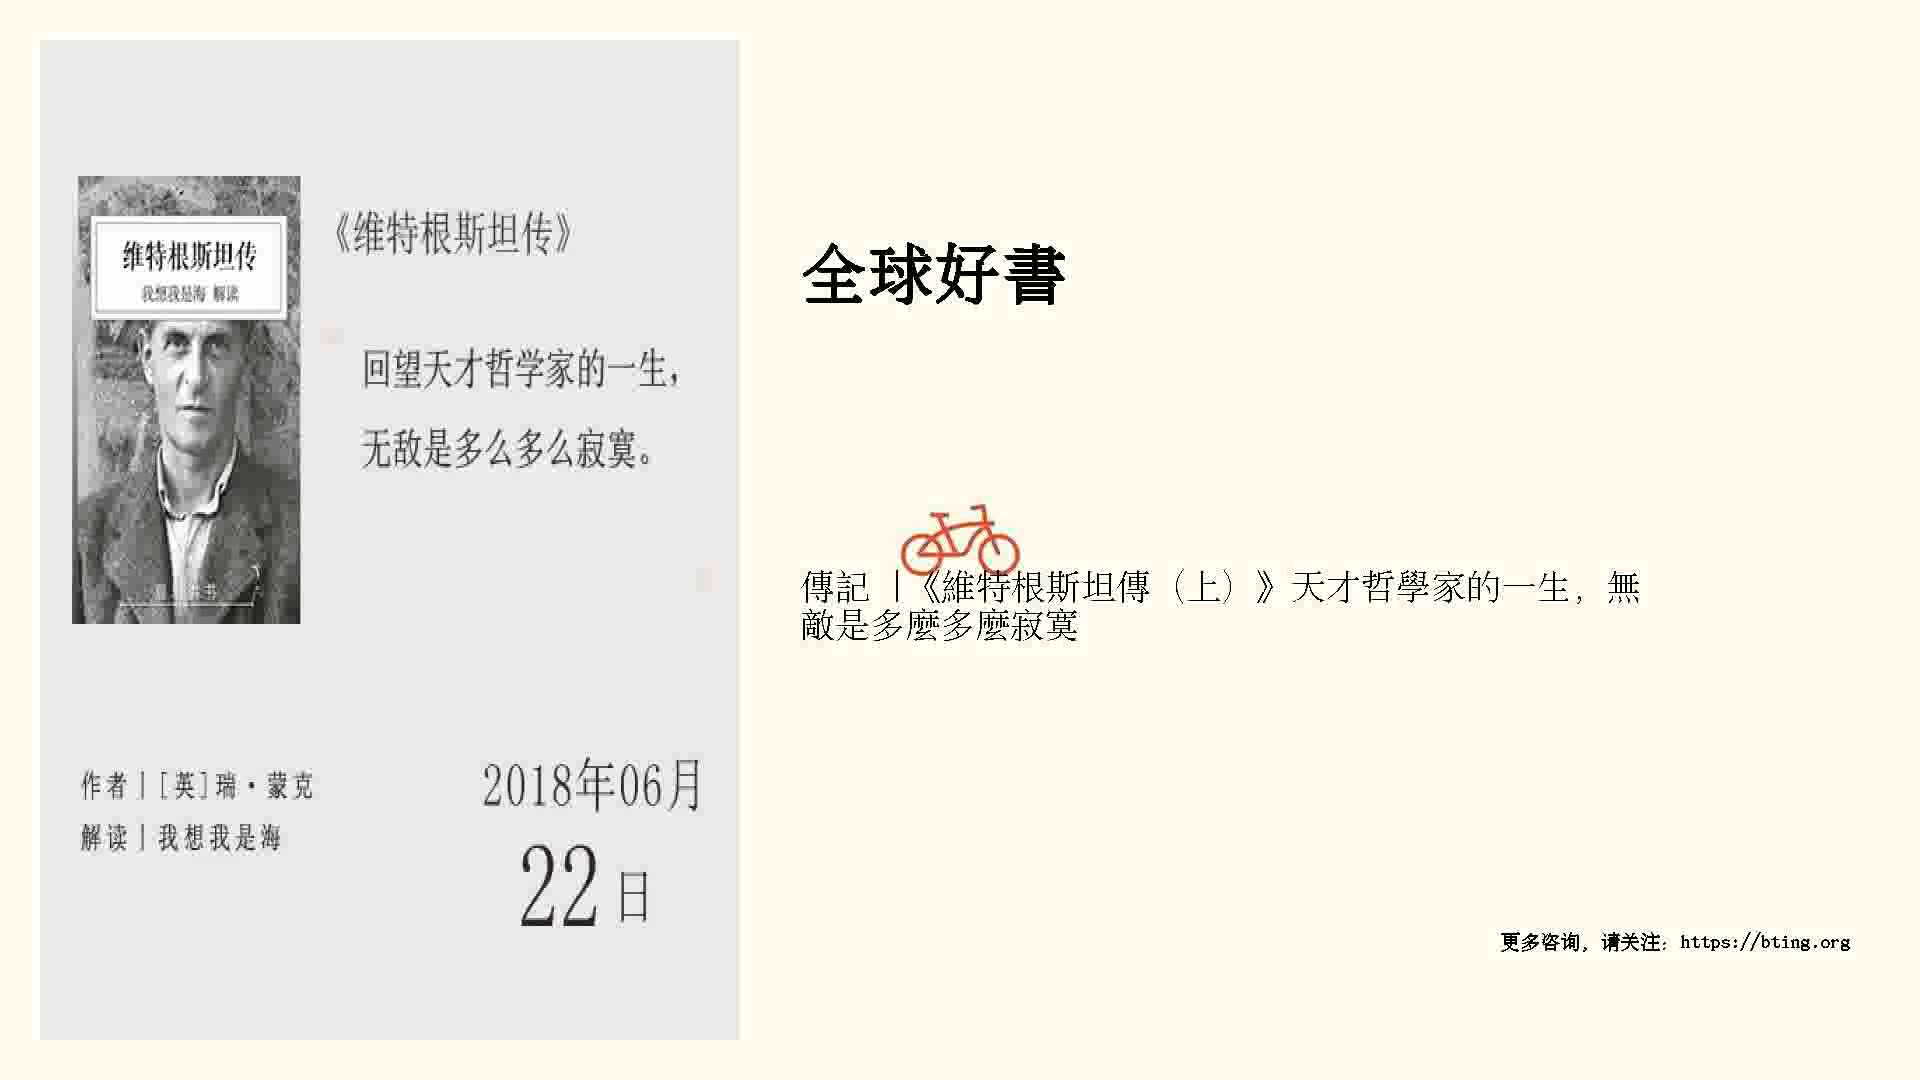 维特根斯坦传
我想我是海 解读
《维特根斯坦传》
回望天才哲学家的一生，
无敌是多么多么寂寞。
作者丨[英]瑞·蒙克
解读丨我想我是海
2018年06月
22日
全球好書
傳記 ｜《維特根斯坦傳（上）》天才哲學家的一生，無
敵是多麼多麼寂寞
更多咨询，请关注：https://bting.org